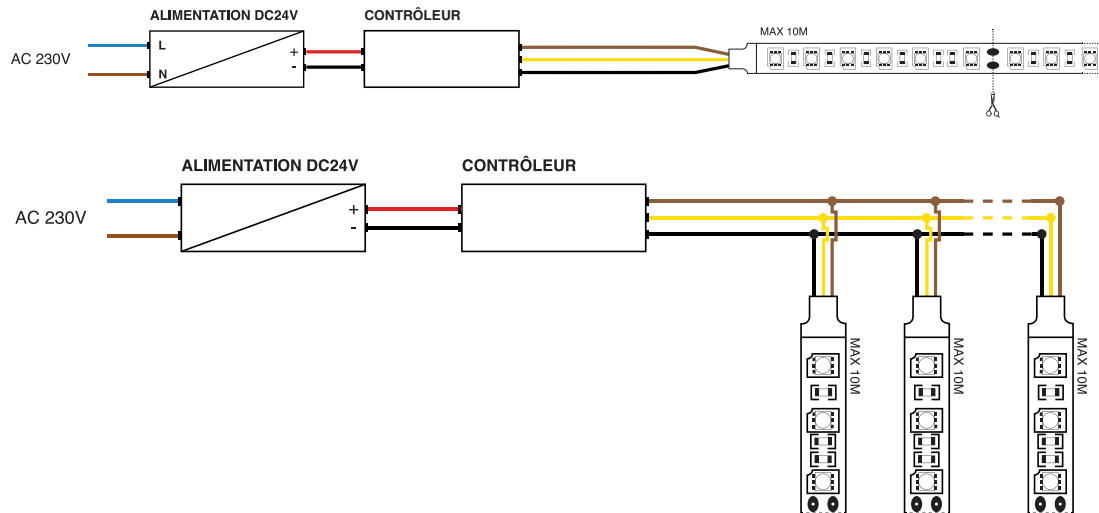 ALIMENTATION DC24V
CONTRÔLEUR
MAX 10M
AC 230V
L
N
+
-
ALIMENTATION DC24V
CONTRÔLEUR
AC 230V
+
-
MAX 10M
MAX 10M
MAX 10M